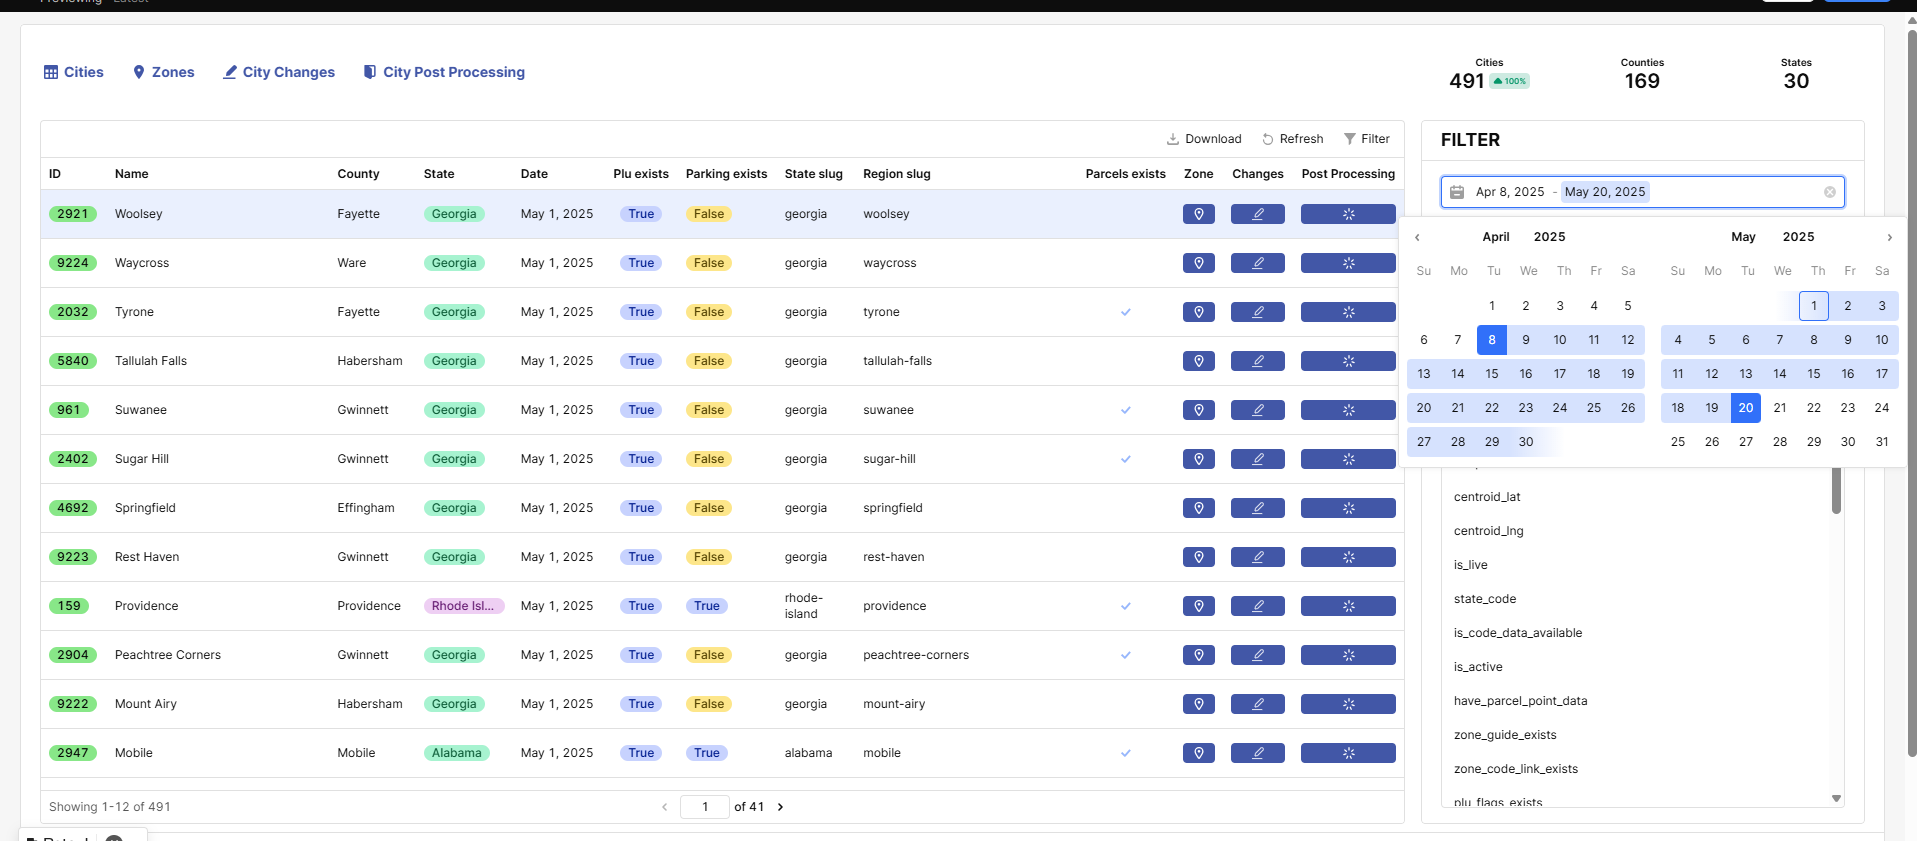 Previewing Latest
Cities Zones City Changes City Post Processing
Cities Counties States
491 100% 169 30
Download Refresh Filter
ID Name County State Date Plu exists Parking exists State slug Region slug Parcels exists Zone Changes Post Processing
2921 Woolsey Fayette Georgia May 1, 2025 True False georgia woolsey
9224 Waycross Ware Georgia May 1, 2025 True False georgia waycross
2032 Tyrone Fayette Georgia May 1, 2025 True False georgia tyrone
5840 Tallulah Falls Habersham Georgia May 1, 2025 True False georgia tallulah-falls
961 Suwanee Gwinnett Georgia May 1, 2025 True False georgia suwanee
2402 Sugar Hill Gwinnett Georgia May 1, 2025 True False georgia sugar-hill
4692 Springfield Effingham Georgia May 1, 2025 True False georgia springfield
9223 Rest Haven Gwinnett Georgia May 1, 2025 True False georgia rest-haven
159 Providence Providence Rhode Isl... May 1, 2025 True True rhode-island providence
2904 Peachtree Corners Gwinnett Georgia May 1, 2025 True False georgia peachtree-corners
9222 Mount Airy Habersham Georgia May 1, 2025 True False georgia mount-airy
2947 Mobile Mobile Alabama May 1, 2025 True True alabama mobile
Showing 1-12 of 491 1 of 41
FILTER
Apr 8, 2025 - May 20, 2025
April 2025 May 2025
Su Mo Tu We Th Fr Sa Su Mo Tu We Th Fr Sa
1 2 3 4 5 1 2 3
6 7 8 9 10 11 12 4 5 6 7 8 9 10
13 14 15 16 17 18 19 11 12 13 14 15 16 17
20 21 22 23 24 25 26 18 19 20 21 22 23 24
27 28 29 30 25 26 27 28 29 30 31
centroid_lat
centroid_lng
is_live
state_code
is_code_data_available
is_active
have_parcel_point_data
zone_guide_exists
zone_code_link_exists
plu_flags_exists